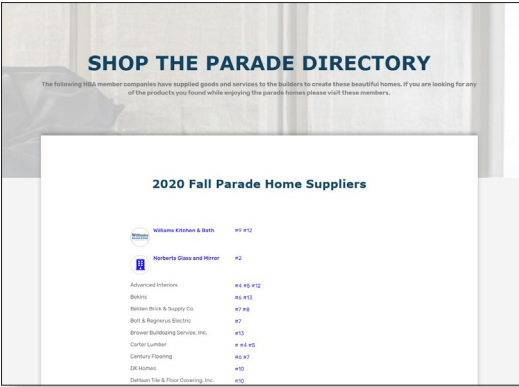 SHOP THE PARADE DIRECTORY
The following HBA member companies have supplied goods and services to the builders to create these beautiful homes. If you are looking for any
of the products you found while enjoying the parade homes please visit these members.
2020 Fall Parade Home Suppliers
Williams
Williams Kitchen & Bath #9 #12
Norberts Glass and Mirror #2
Advanced Interiors #4 #5 #12
Bekins #6 #13
Belden Brick & Supply Co. #7 #8
Bolt & Regnerus Electric #7
Brower Bulldozing Service, Inc. #13
Carter Lumber # #4 #5
Century Flooring #6 #7
DK Homes #10
DeHaan Tile & Floor Covering, Inc. #10